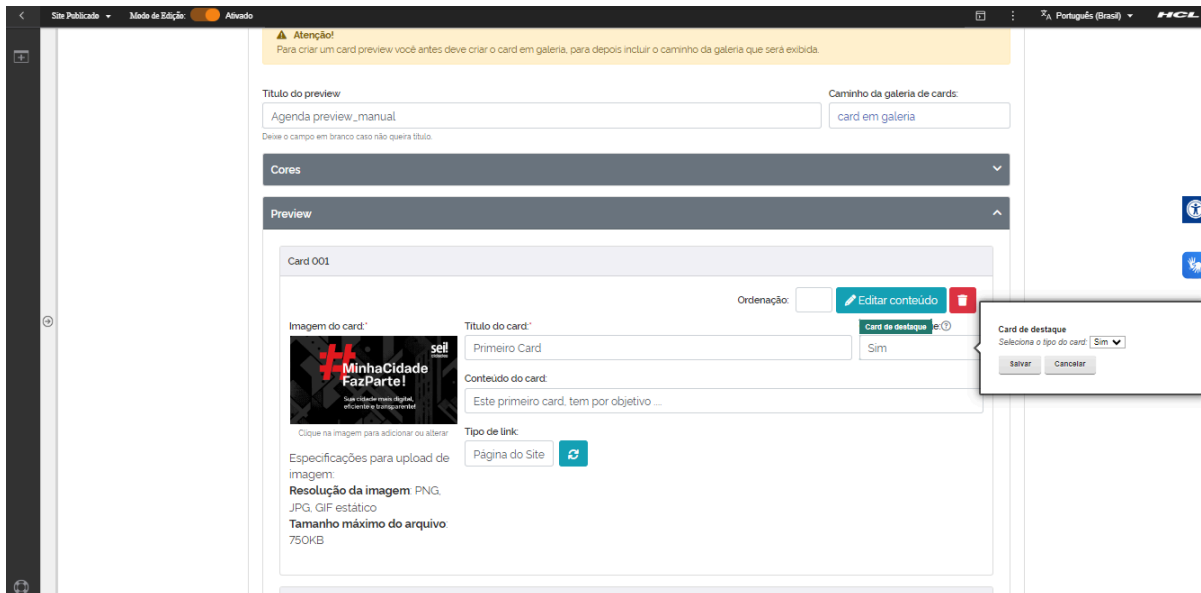 Site Publicado
Modo de Edição:
Ativado
Português (Brasil)
HCL
Atenção!
Para criar um card preview você antes deve criar o card em galeria, para depois incluir o caminho da galeria que será exibida.
Título do preview
Caminho da galeria de cards:
Agenda preview_manual
card em galeria
Deixe o campo em branco caso não queira título.
Cores
Preview
Card 001
Ordenação:
Editar conteúdo
Imagem do card:*
Título do card:*
Card de destaque
e:
Primeiro Card
Sim
sei!
#MinhaCidade
FazParte!
Sua cidade mais digital,
eficiente e transparente!
Conteúdo do card:
Este primeiro card, tem por objetivo ...
Clique na imagem para adicionar ou alterar
Tipo de link:
Página do Site
Especificações para upload de
imagem:
Resolução da imagem: PNG,
JPG, GIF estático
Tamanho máximo do arquivo:
750KB
Card de destaque
Seleciona o tipo do card: Sim
Salvar
Cancelar